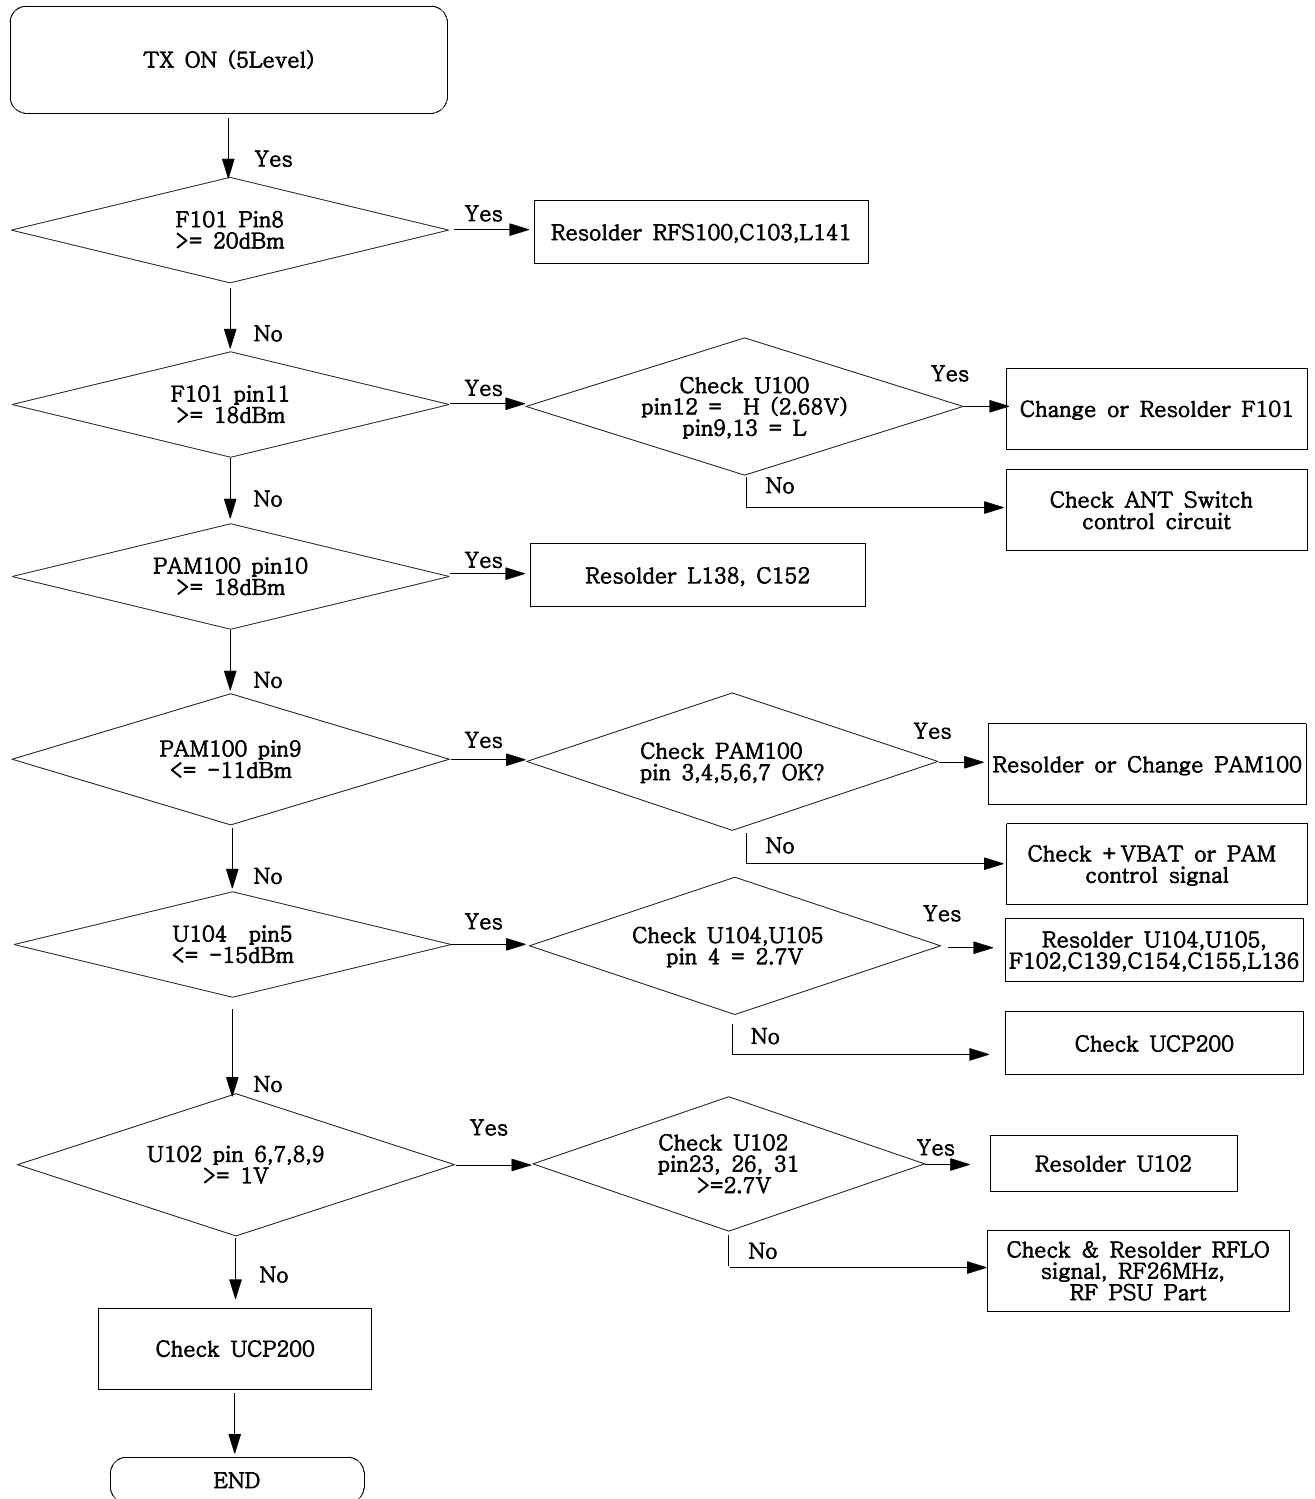 TX ON (5Level)
Yes
F101 Pin8
>= 20dBm
Yes
Resolder RFS100,C103,L141
No
F101 pin11
>= 18dBm
Yes
Check U100
pin12 = H (2.68V)
pin9,13 = L
Yes
Change or Resolder F101
No
Check ANT Switch
control circuit
No
PAM100 pin10
>= 18dBm
Yes
Resolder L138, C152
No
PAM100 pin9
<= -11dBm
Yes
Check PAM100
pin 3,4,5,6,7 OK?
Yes
Resolder or Change PAM100
No
Check +VBAT or PAM
control signal
No
U104 pin5
<= -15dBm
Yes
Check U104,U105
pin 4 = 2.7V
Yes
Resolder U104,U105,
F102,C139,C154,C155,L136
No
Check UCP200
No
U102 pin 6,7,8,9
>= 1V
Yes
Check U102
pin23, 26, 31
>=2.7V
Yes
Resolder U102
No
Check & Resolder RFLO
signal, RF26MHz,
RF PSU Part
No
Check UCP200
END